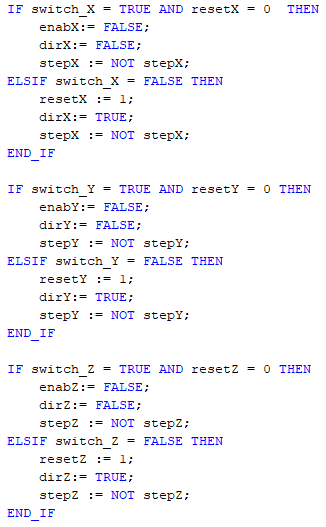 IF switch_X = TRUE AND resetX = 0  THEN
    enabX:= FALSE;
    dirX:= FALSE;
    stepX := NOT stepX;
ELSIF switch_X = FALSE THEN
    resetX := 1;
    dirX:= TRUE;
    stepX := NOT stepX;
END_IF

IF switch_Y = TRUE AND resetY = 0 THEN
    enabY:= FALSE;
    dirY:= FALSE;
    stepY := NOT stepY;
ELSIF switch_Y = FALSE THEN
    resetY := 1;
    dirY:= TRUE;
    stepY := NOT stepY;
END_IF

IF switch_Z = TRUE AND resetZ = 0 THEN
    enabZ:= FALSE;
    dirZ:= FALSE;
    stepZ := NOT stepZ;
ELSIF switch_Z = FALSE THEN
    resetZ := 1;
    dirZ:= TRUE;
    stepZ := NOT stepZ;
END_IF